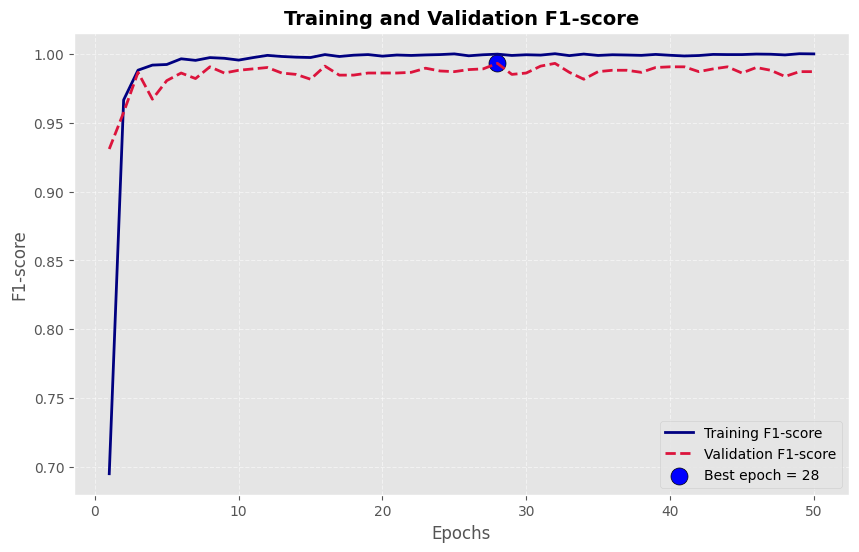 Training and Validation F1-score
1.00
0.95
0.90
0.85
0.80
0.75
0.70
F1-score
Training F1-score
Validation F1-score
Best epoch = 28
0
10
20
30
40
50
Epochs